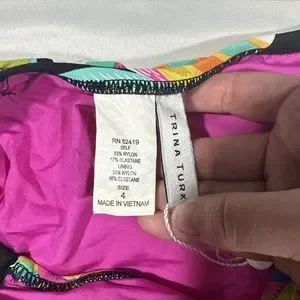 RN 52419
SELF
83% NYLON
17% ELASTANE
LINING
84% NYLON
16% ELASTANE
SIZE
4
MADE IN VIETNAM
TRINA TURK